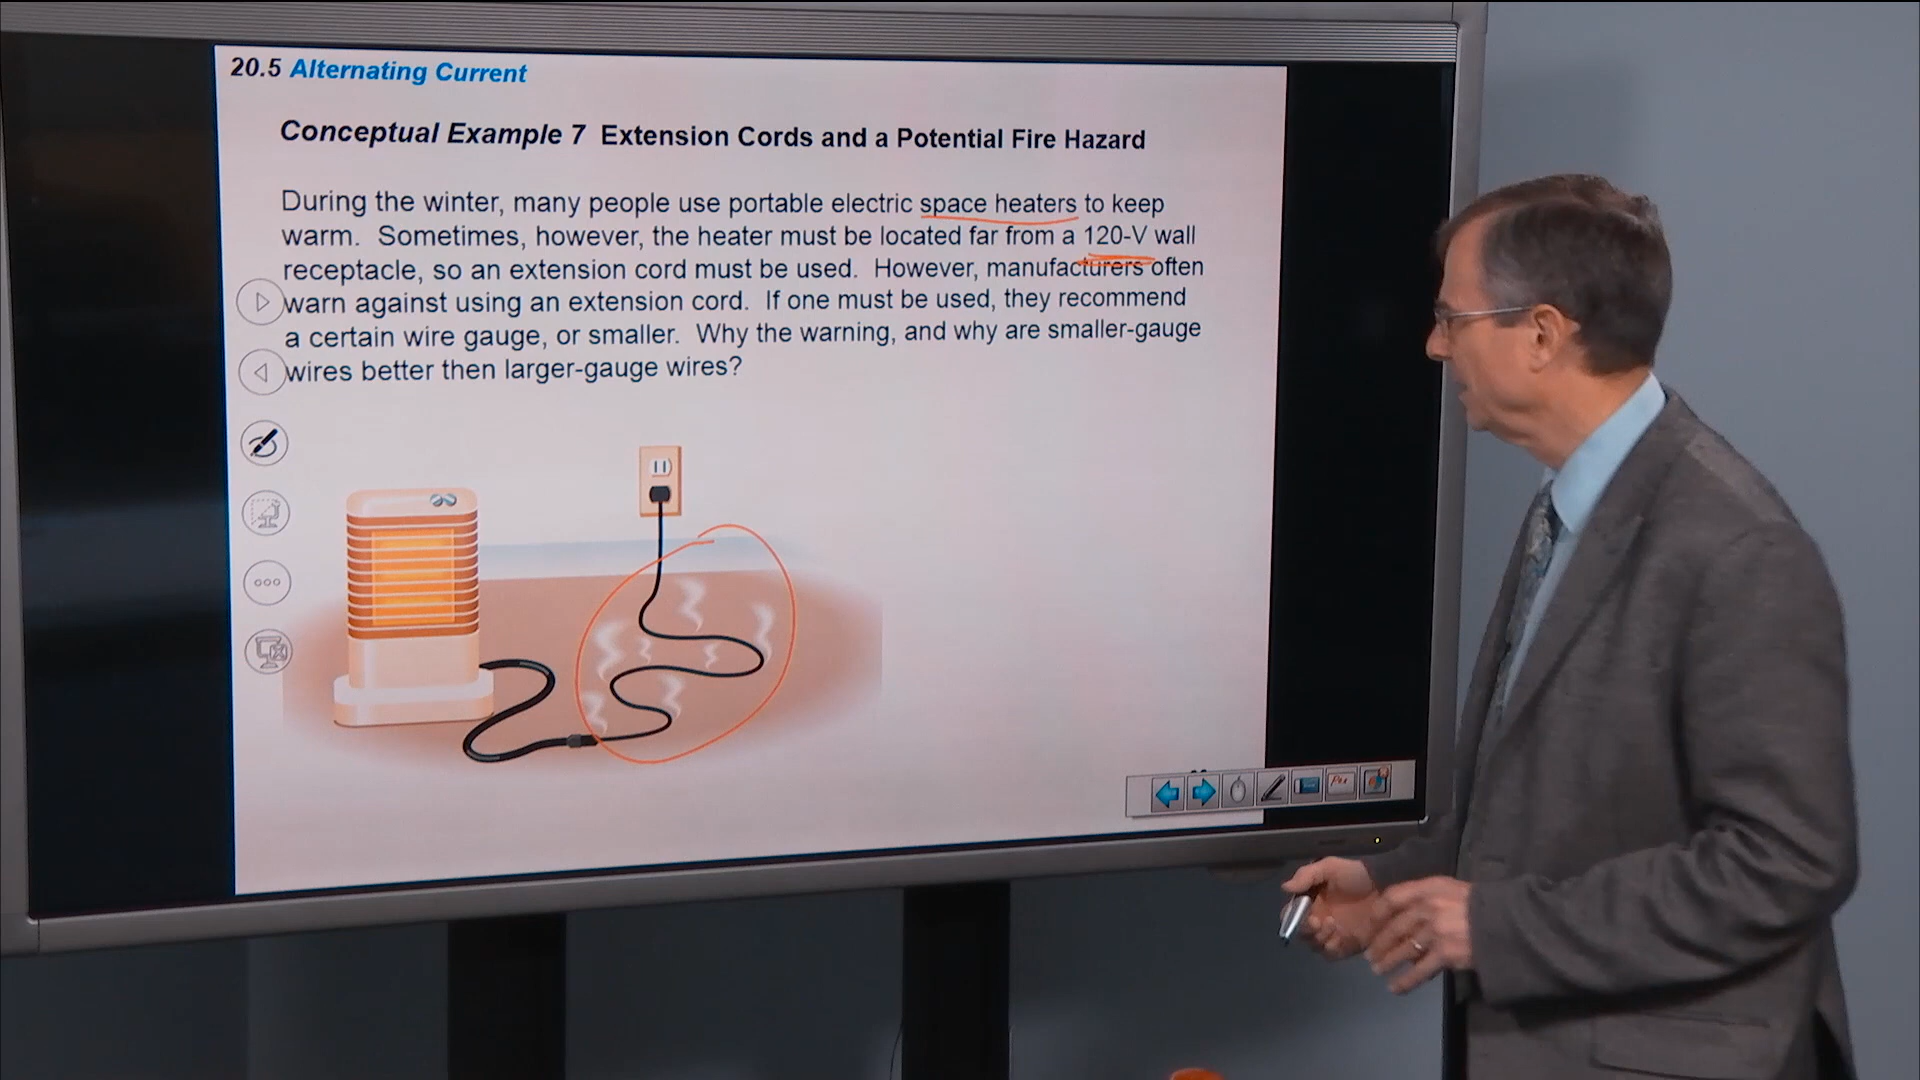 20.5 Alternating Current
Conceptual Example 7 Extension Cords and a Potential Fire Hazard
During the winter, many people use portable electric space heaters to keep
warm. Sometimes, however, the heater must be located far from a 120-V wall
receptacle, so an extension cord must be used. However, manufacturers often
warn against using an extension cord. If one must be used, they recommend
a certain wire gauge, or smaller. Why the warning, and why are smaller-gauge
wires better then larger-gauge wires?